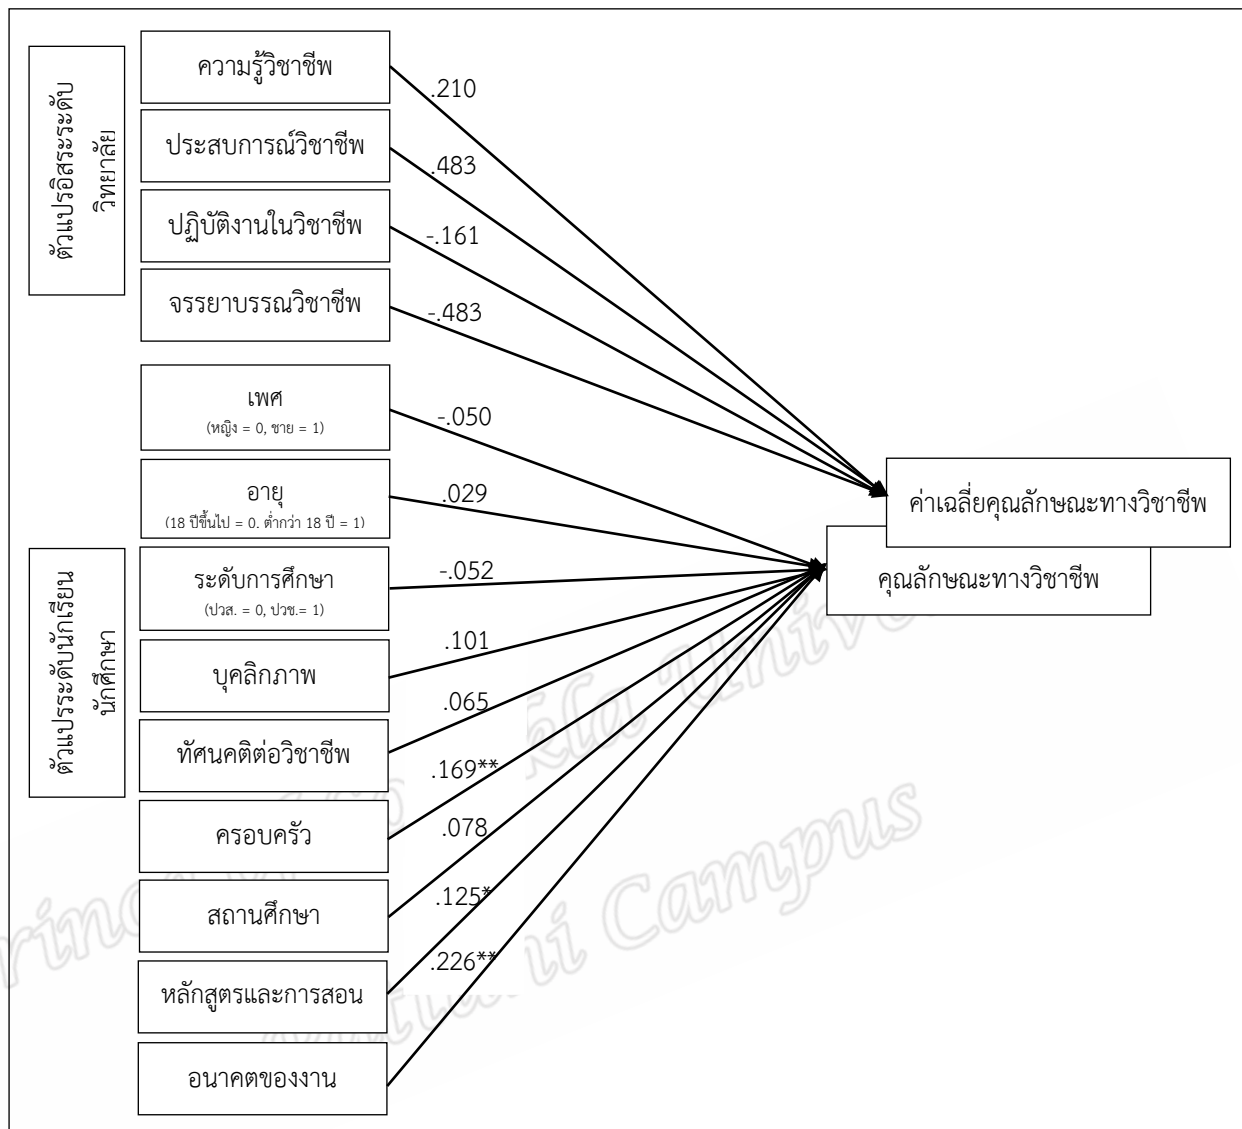 ตัวแปรอิสระระดับ
วิทยาลัย
ความรู้วิชาชีพ
.210
ประสบการณ์วิชาชีพ
.483
ปฏิบัติงานในวิชาชีพ
-.161
จรรยาบรรณวิชาชีพ
-.483
ตัวแปรระดับนักเรียน
นักศึกษา
เพศ
(หญิง = 0, ชาย = 1)
-.050
อายุ
(18 ปีขึ้นไป = 0. ต่ำกว่า 18 ปี = 1)
.029
ระดับการศึกษา
(ปวส. = 0, ปวช.= 1)
-.052
บุคลิกภาพ
.101
ทัศนคติต่อวิชาชีพ
.065
ครอบครัว
.169**
สถานศึกษา
.078
หลักสูตรและการสอน
.125*
อนาคตของงาน
.226**
ค่าเฉลี่ยคุณลักษณะทางวิชาชีพ
คุณลักษณะทางวิชาชีพ
Campus